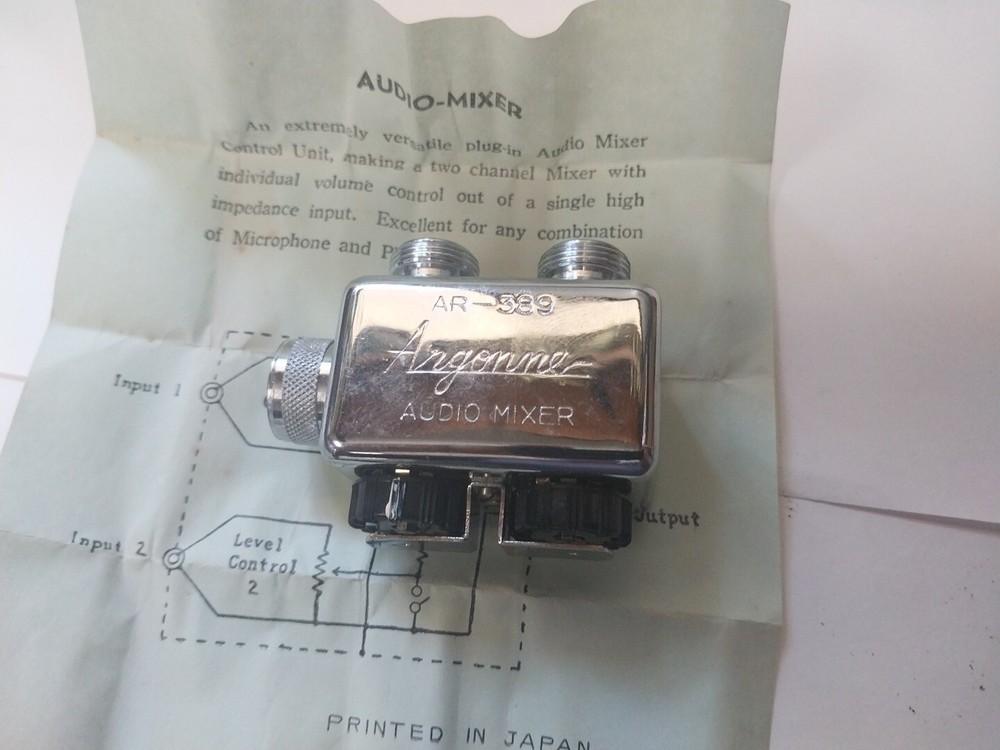 AUDIO-MIXER
An extremely versatile plug-in Audio Mixer
Control Unit, making a two channel Mixer with
individual volume control out of a single high
impedance input. Excellent for any combination
of Microphone and
AR-389
Argonne
AUDIO MIXER
Input 1
Output
Input 2
Level
Control
2
PRINTED IN JAPAN